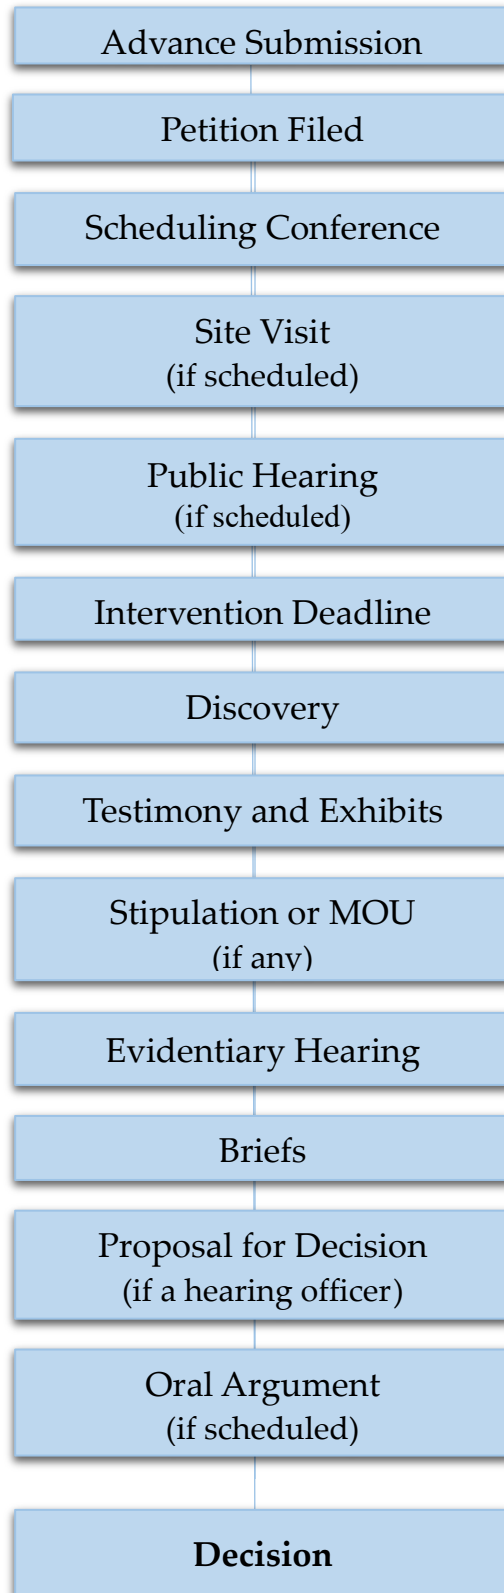 Advance Submission
Petition Filed
Scheduling Conference
Site Visit
(if scheduled)
Public Hearing
(if scheduled)
Intervention Deadline
Discovery
Testimony and Exhibits
Stipulation or MOU
(if any)
Evidentiary Hearing
Briefs
Proposal for Decision
(if a hearing officer)
Oral Argument
(if scheduled)
Decision